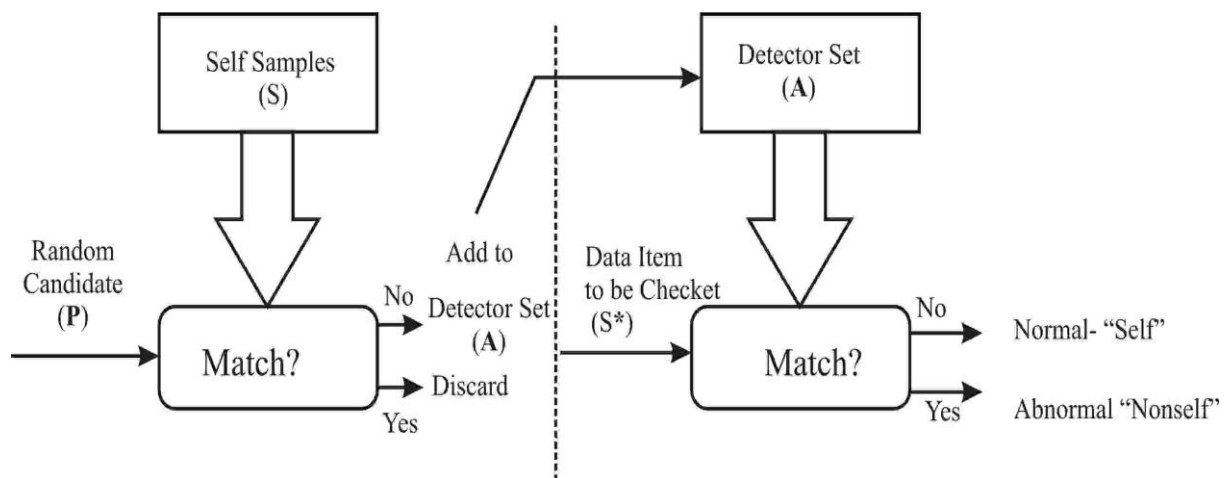 Self Samples
(S)
Random
Candidate
(P)
Match?
No
Yes
Add to
Detector Set
(A)
Discard
Detector Set
(A)
Data Item
to be Checket
(S*)
Match?
No
Yes
Normal- “Self”
Abnormal “Nonself”